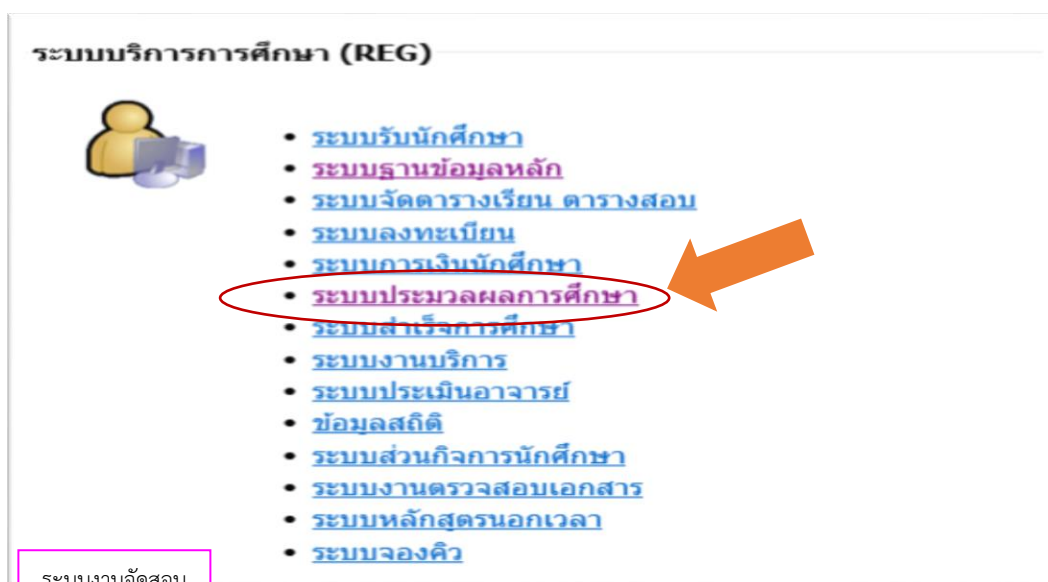 ระบบบริการการศึกษา (REG)
ระบบรับนักศึกษา
ระบบฐานข้อมูลหลัก
ระบบจัดตารางเรียน ตารางสอบ
ระบบลงทะเบียน
ระบบการเงินนักศึกษา
ระบบประมวลผลการศึกษา
ระบบสำเร็จการศึกษา
ระบบงานบริการ
ระบบประเมินอาจารย์
ข้อมูลสถิติ
ระบบส่วนกิจการนักศึกษา
ระบบงานตรวจสอบเอกสาร
ระบบหลักสูตรนอกเวลา
ระบบจองคิว
ระบบงานจัดสอบ